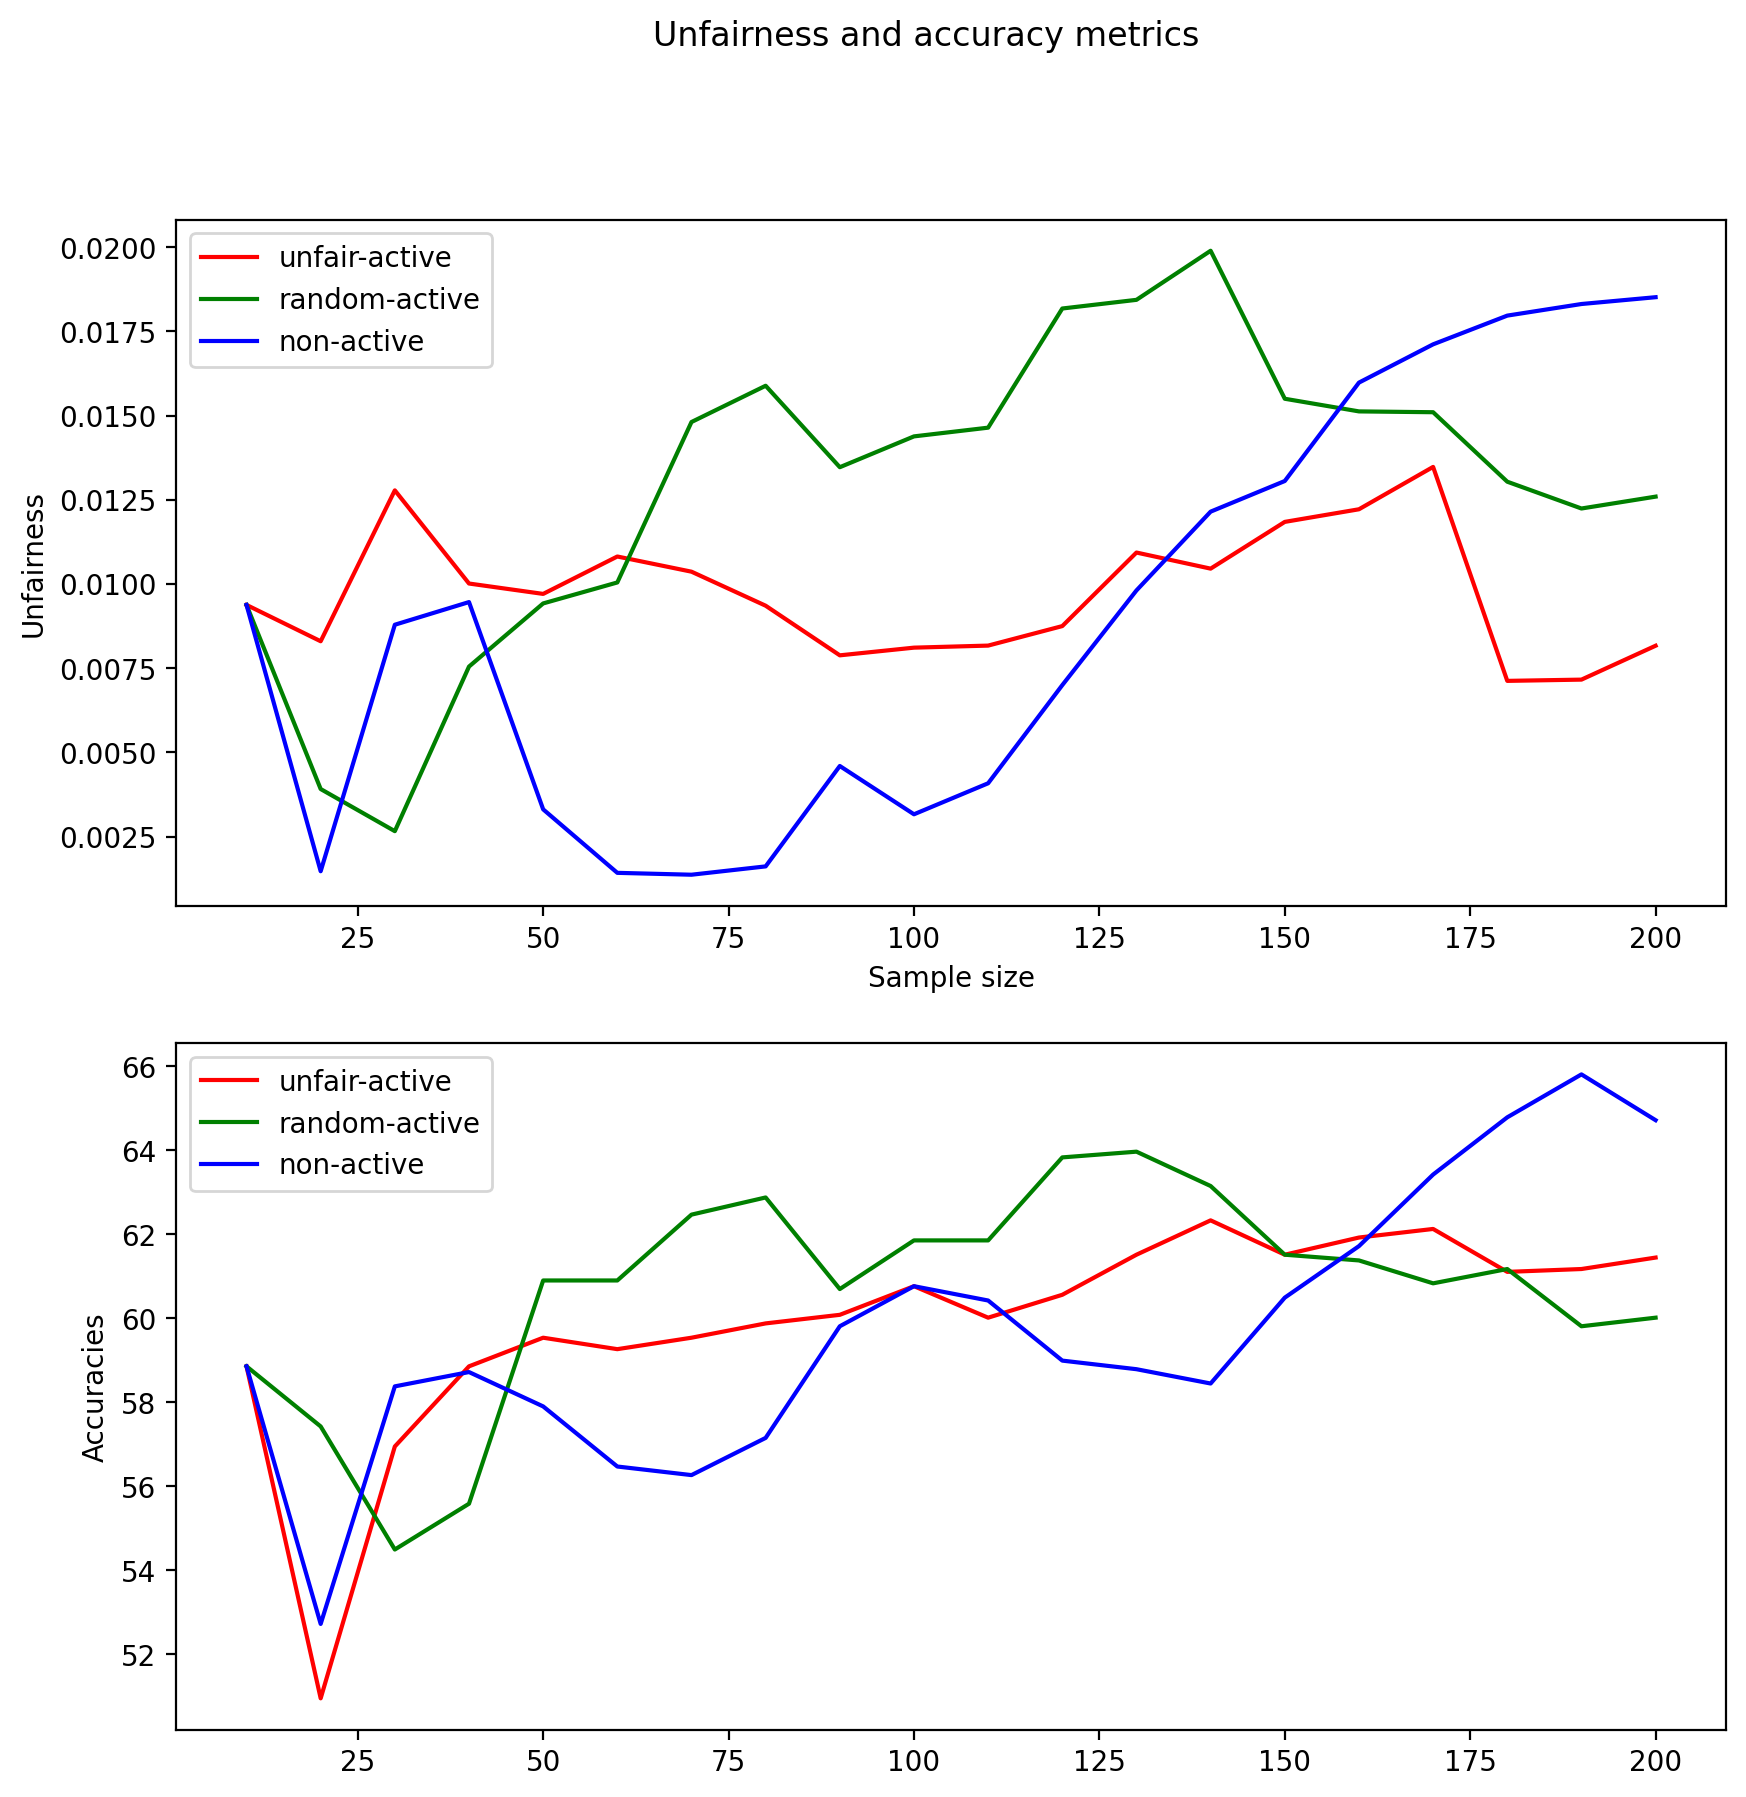 Unfairness and accuracy metrics
0.0200
0.0175
0.0150
0.0125
0.0100
0.0075
0.0050
0.0025
Unfairness
unfair-active
random-active
non-active
25 50 75 100 125 150 175 200
Sample size
66
64
62
60
58
56
54
52
Accuracies
unfair-active
random-active
non-active
25 50 75 100 125 150 175 200